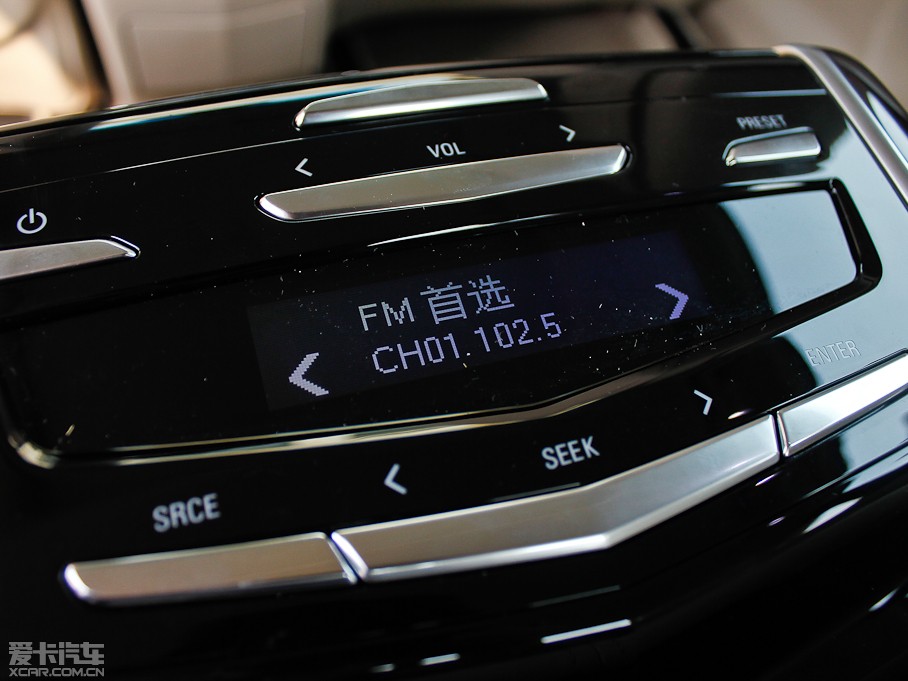 < VOL >
PRESET
FM 首选
CH01.102.5
< >
ENTER
SRCE
< SEEK >
爱卡汽车
XCAR.COM.CN